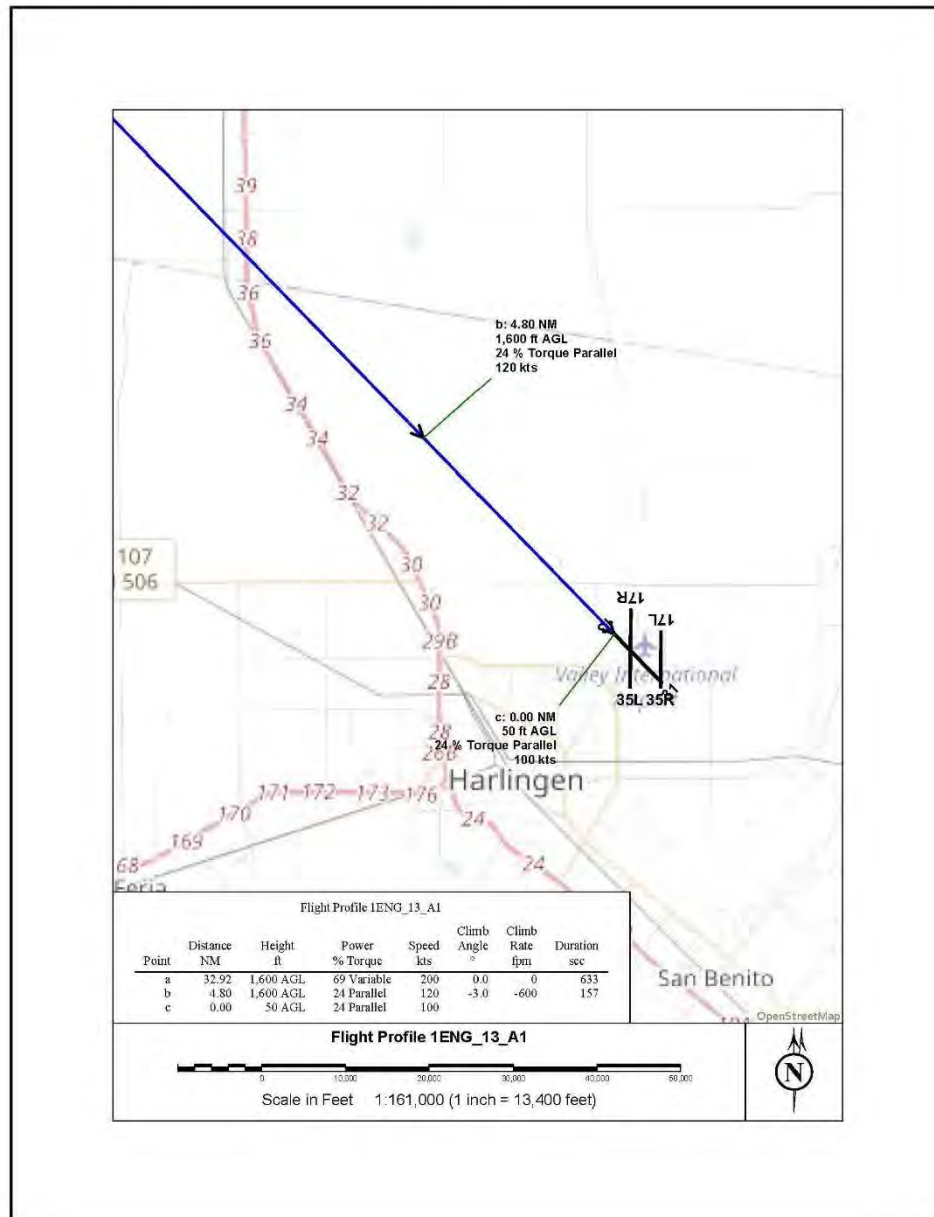 39
38
36
35
b: 4.80 NM
1,600 ft AGL
24 % Torque Parallel
120 kts
34
34
32
32
107
506
30
30
17R
17L
29B
28
Valley International
31
35L 35R
c: 0.00 NM
50 ft AGL
24 % Torque Parallel
100 kts
28
26B
Harlingen
171 172 173 176
170
169
68
24
24
Feria
Flight Profile 1ENG_13_A1
Point Distance NM Height ft Power % Torque Speed kts Climb Angle ° Climb Rate fpm Duration sec
a 32.92 1,600 AGL 69 Variable 200 0.0 0 633
b 4.80 1,600 AGL 24 Parallel 120 -3.0 -600 157
c 0.00 50 AGL 24 Parallel 100
San Benito
OpenStreetMap
Flight Profile 1ENG_13_A1
0 10,000 20,000 30,000 40,000 50,000
Scale in Feet 1:161,000 (1 inch = 13,400 feet)
N